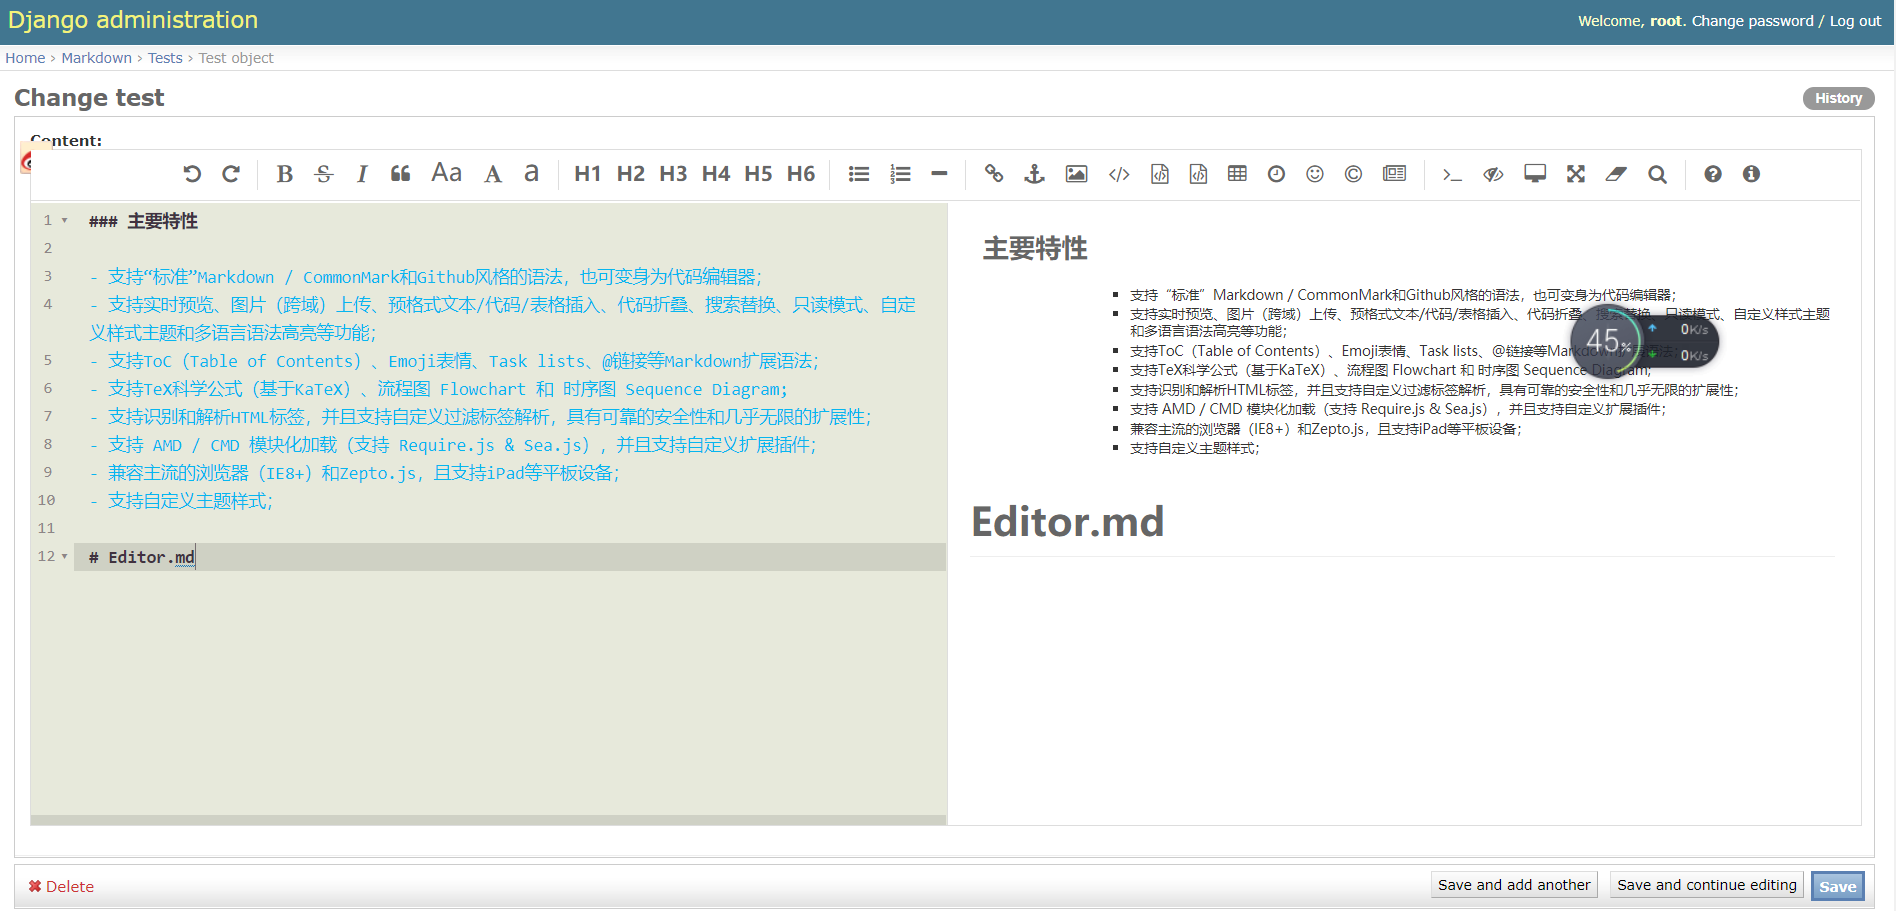 Django administration
Welcome, root. Change password / Log out
Home › Markdown › Tests › Test object
Change test
History
Content:
B S I Aa A a H1 H2 H3 H4 H5 H6
1 ### 主要特性
2
3 - 支持“标准”Markdown / CommonMark和Github风格的语法，也可变身为代码编辑器；
4 - 支持实时预览、图片（跨域）上传、预格式文本/代码/表格插入、代码折叠、搜索替换、只读模式、自定
义样式主题和多语言语法高亮等功能；
5 - 支持ToC（Table of Contents）、Emoji表情、Task lists、@链接等Markdown扩展语法；
6 - 支持TeX科学公式（基于KaTeX）、流程图 Flowchart 和 时序图 Sequence Diagram;
7 - 支持识别和解析HTML标签，并且支持自定义过滤标签解析，具有可靠的安全性和几乎无限的扩展性；
8 - 支持 AMD / CMD 模块化加载（支持 Require.js & Sea.js），并且支持自定义扩展插件；
9 - 兼容主流的浏览器（IE8+）和Zepto.js，且支持iPad等平板设备；
10 - 支持自定义主题样式；
11
12 # Editor.md
主要特性
支持“标准”Markdown / CommonMark和Github风格的语法，也可变身为代码编辑器；
支持实时预览、图片（跨域）上传、预格式文本/代码/表格插入、代码折叠、搜索替换、只读模式、自定义样式主题
和多语言语法高亮等功能；
支持ToC（Table of Contents）、Emoji表情、Task lists、@链接等Markdown扩展语法；
支持TeX科学公式（基于KaTeX）、流程图 Flowchart 和 时序图 Sequence Diagram;
支持识别和解析HTML标签，并且支持自定义过滤标签解析，具有可靠的安全性和几乎无限的扩展性；
支持 AMD / CMD 模块化加载（支持 Require.js & Sea.js），并且支持自定义扩展插件；
兼容主流的浏览器（IE8+）和Zepto.js，且支持iPad等平板设备；
支持自定义主题样式；
45%
0K/s
0K/s
Editor.md
Delete
Save and add another
Save and continue editing
Save